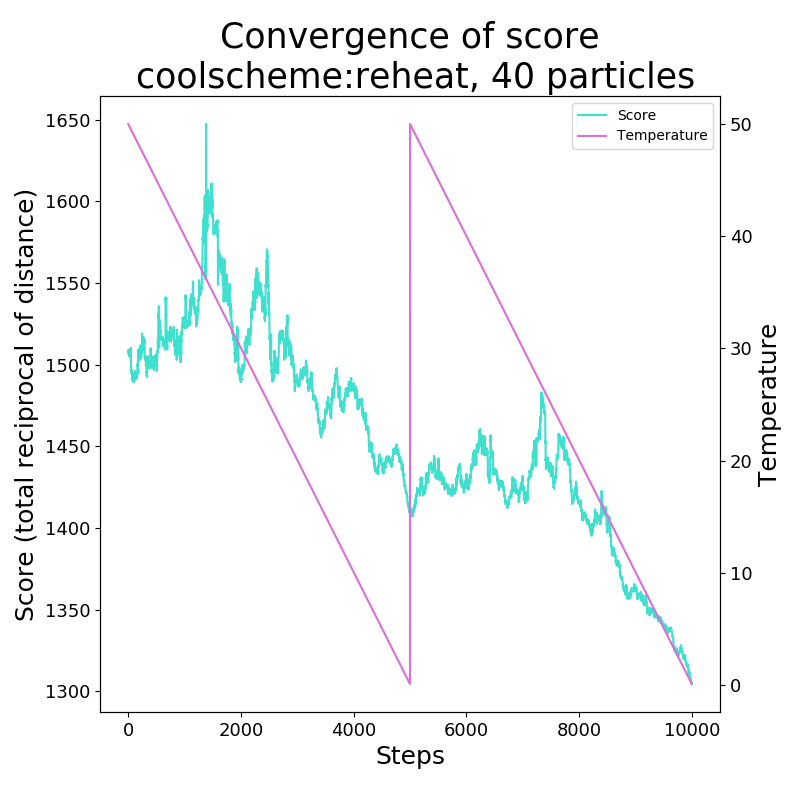 Convergence of score
coolscheme:reheat, 40 particles
Score
Temperature
1650
1600
1550
1500
1450
1400
1350
1300
Score (total reciprocal of distance)
50
40
30
20
10
0
Temperature
0
2000
4000
6000
8000
10000
Steps